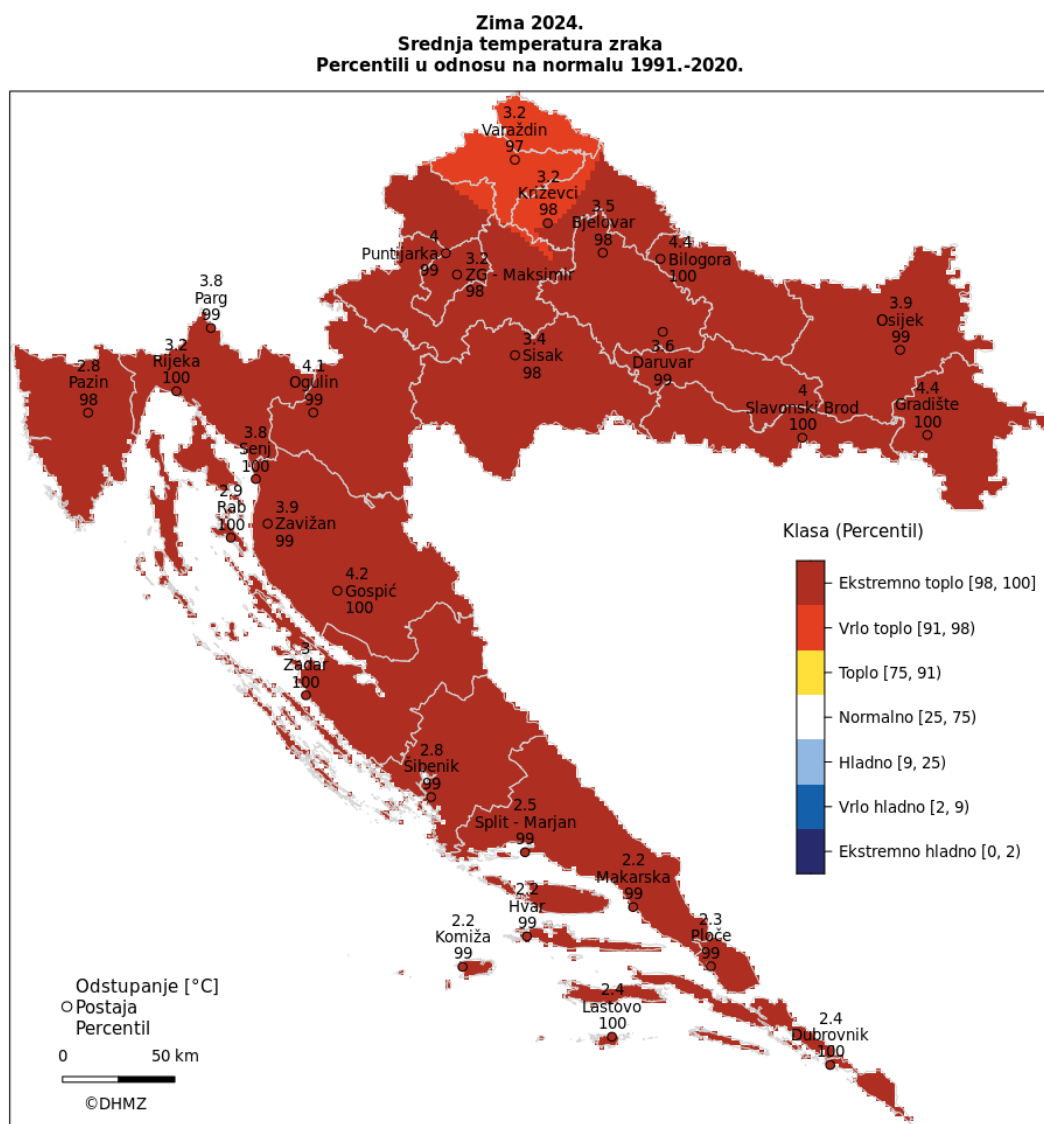 Zima 2024.
Srednja temperatura zraka
Percentili u odnosu na normalu 1991.-2020.
3.2
Varaždin
97
3.2
Križevci
98
3.5
Bjelovar
98
4
Puntijarka
99
3.2
ZG - Maksimir
98
4.4
Bilogora
100
3.8
Parg
99
3.9
Osijek
99
3.2
Rijeka
100
2.8
Pazin
98
4.1
Ogulin
99
3.4
Sisak
98
3.6
Daruvar
99
4
Slavonski Brod
100
4.4
Gradište
100
3.8
Senj
100
2.9
Rab
100
3.9
Zavižan
99
4.2
Gospić
100
3
Zadar
100
2.8
Šibenik
99
2.5
Split - Marjan
99
2.2
Makarska
99
2.2
Hvar
99
2.2
Komiža
99
2.3
Ploče
99
2.4
Lastovo
100
2.4
Dubrovnik
100
Klasa (Percentil)
Ekstremno toplo [98, 100]
Vrlo toplo [91, 98)
Toplo [75, 91)
Normalno [25, 75)
Hladno [9, 25)
Vrlo hladno [2, 9)
Ekstremno hladno [0, 2)
Odstupanje [°C]
Postaja
Percentil
0 50 km
©DHMZ